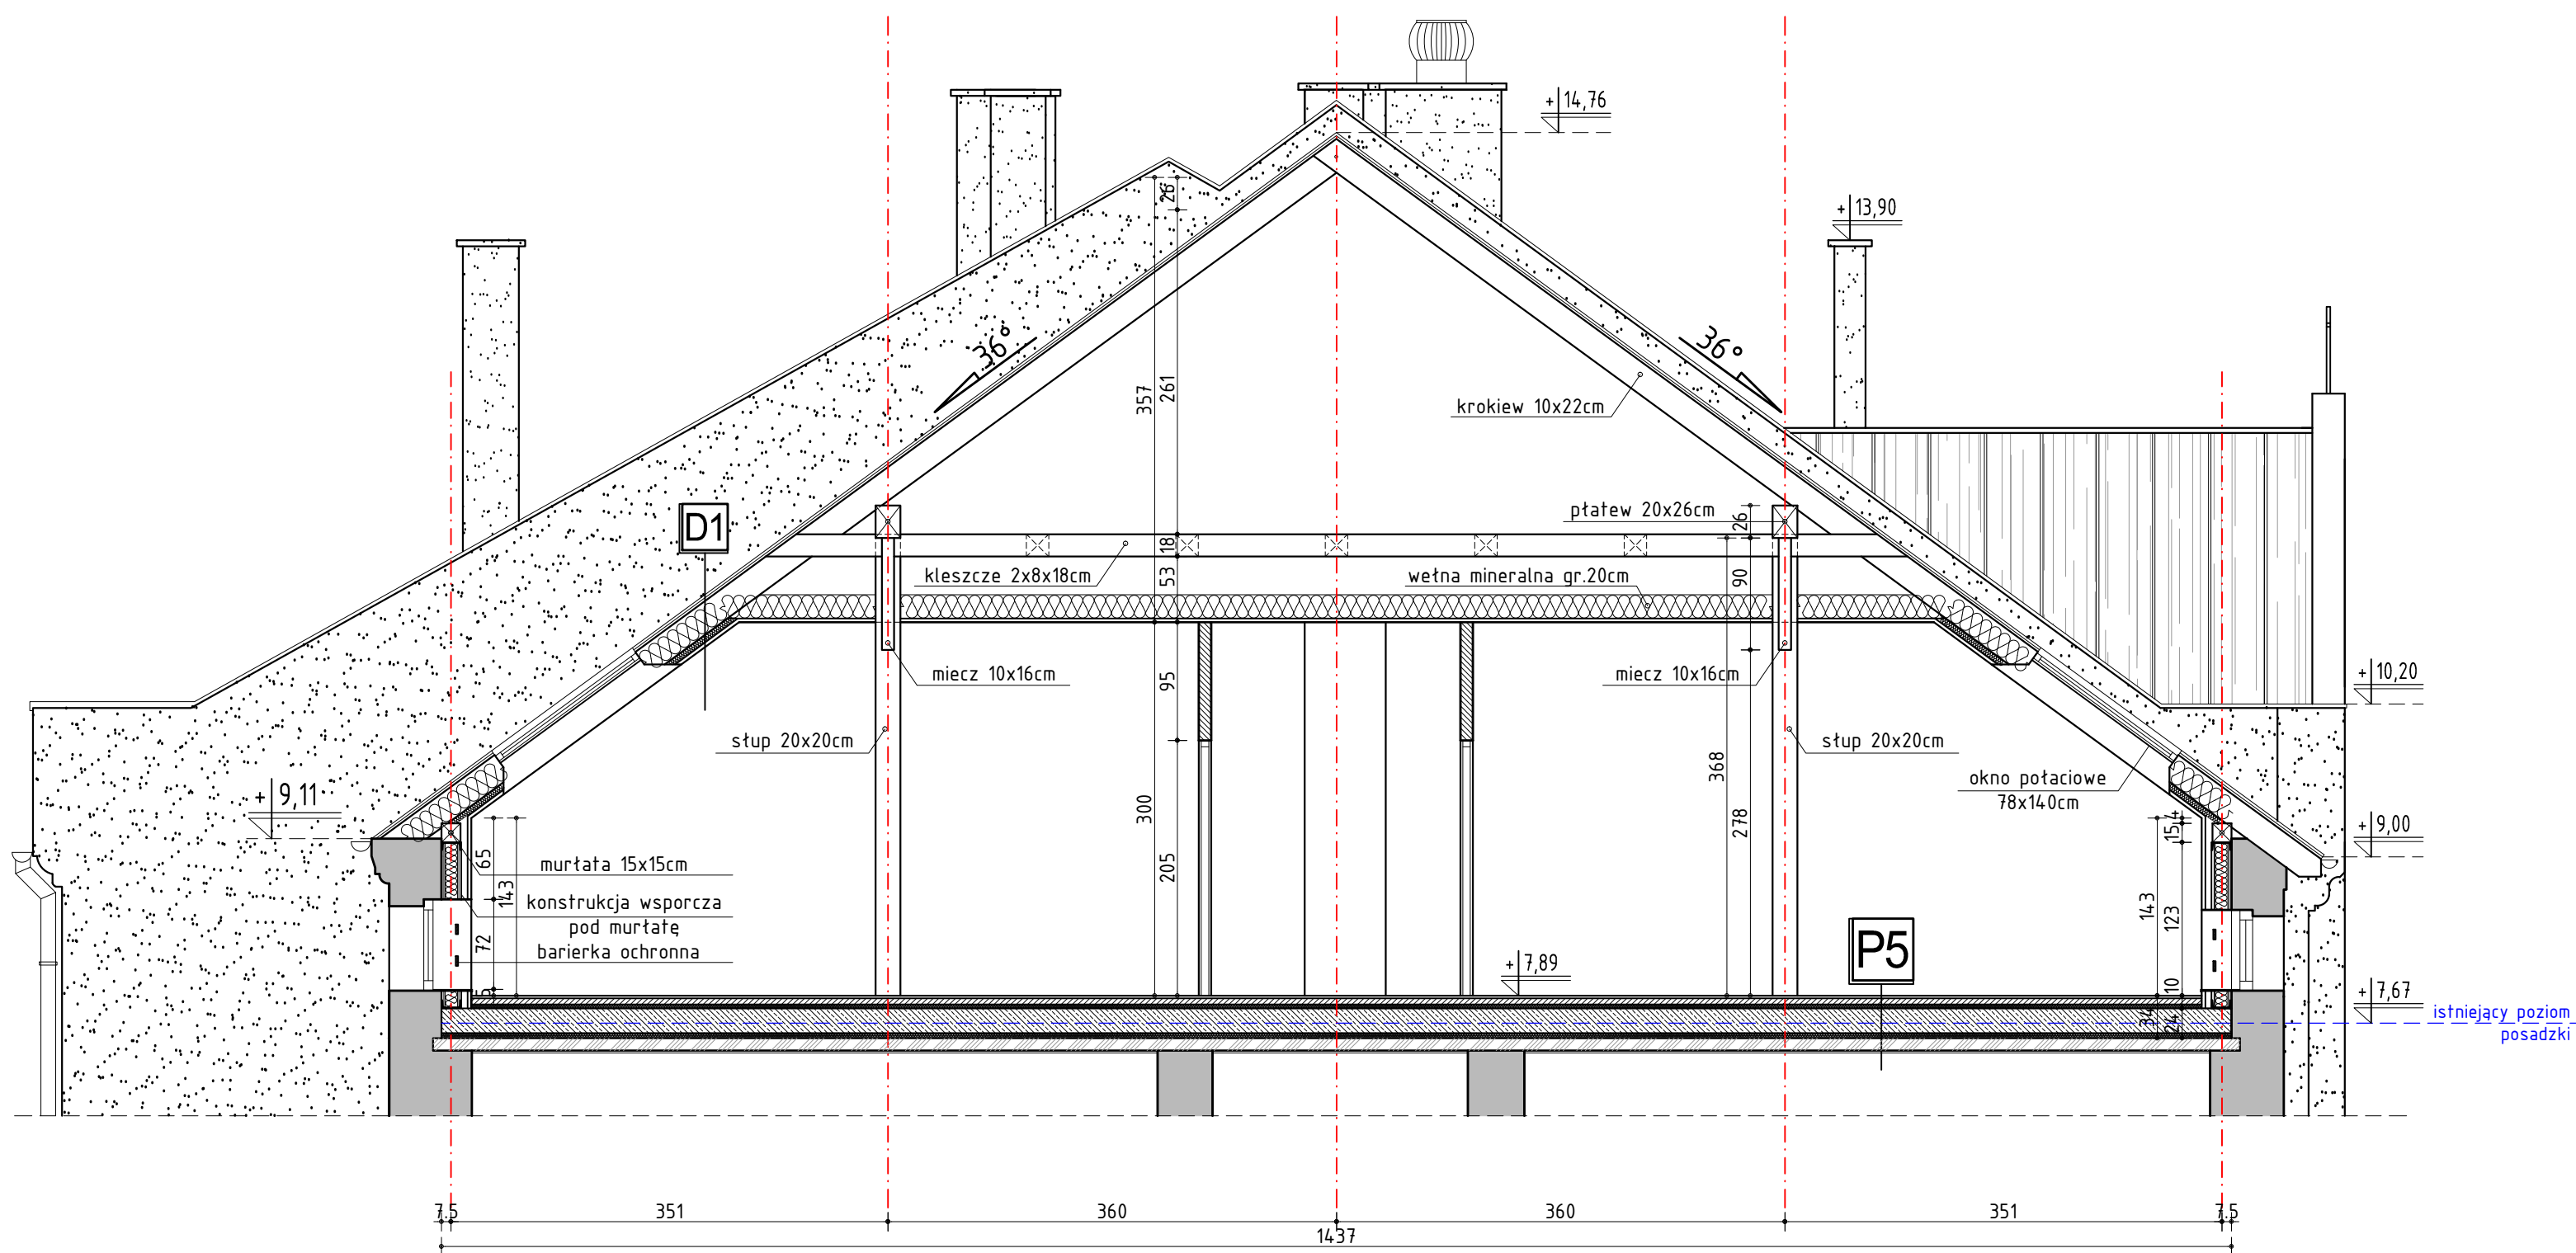 + 14,76
+ 13,90
26
36°
36°
357
261
krokiew 10x22cm
D1
płatew 20x26cm
26
18
kleszcze 2x8x18cm
53
wełna mineralna gr.20cm
90
miecz 10x16cm
95
miecz 10x16cm
+ 10,20
słup 20x20cm
słup 20x20cm
368
okno połaciowe
78x140cm
+ 9,11
300
278
4
15
+ 9,00
65
murłata 15x15cm
205
143
konstrukcja wsporcza
pod murłatę
143
123
72
barierka ochronna
P5
+ 7,89
5
10
+ 7,67
istniejący poziom
posadzki
34
24
7.5
351
360
360
351
7.5
1437